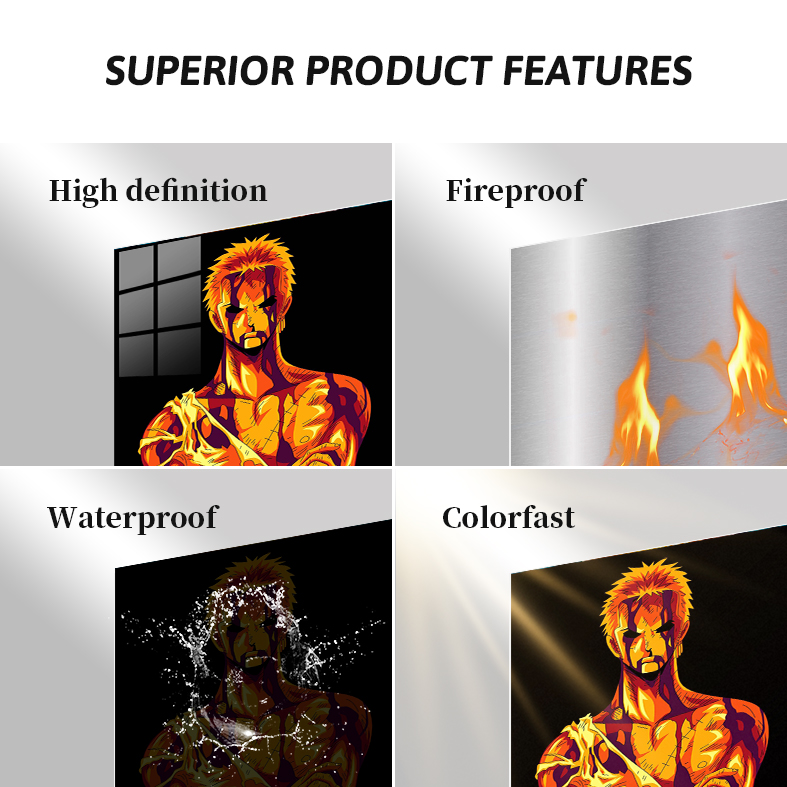 SUPERIOR PRODUCT FEATURES
High definition
Fireproof
Waterproof
Colorfast